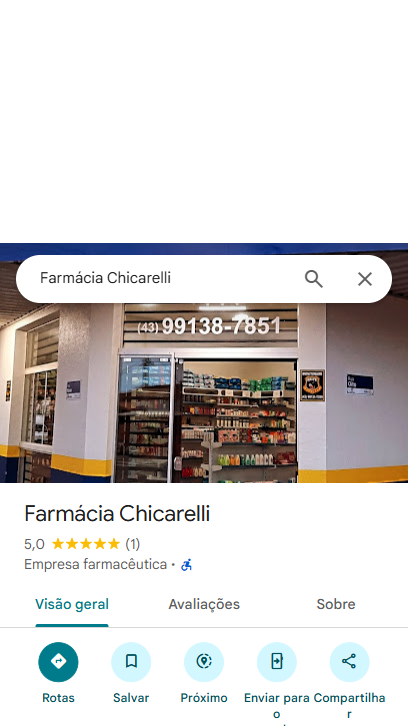 Farmácia Chicarelli
(43) 99138-7851
Farmácia Chicarelli
5,0 (1)
Empresa farmacêutica ·
Visão geral
Avaliações
Sobre
Rotas
Salvar
Próximo
Enviar para
o
Compartilha
r